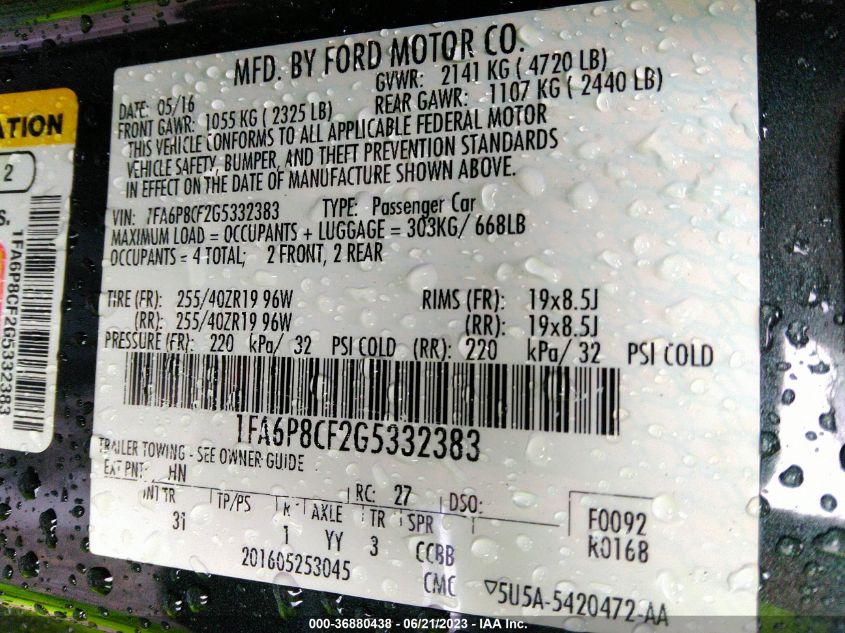 MFD. BY FORD MOTOR CO.
DATE: 05/16 GVWR: 2141 KG ( 4720 LB)
FRONT GAWR: 1055 KG ( 2325 LB) REAR GAWR: 1107 KG ( 2440 LB)
THIS VEHICLE CONFORMS TO ALL APPLICABLE FEDERAL MOTOR
VEHICLE SAFETY, BUMPER, AND THEFT PREVENTION STANDARDS
IN EFFECT ON THE DATE OF MANUFACTURE SHOWN ABOVE.
VIN: 1FA6P8CF2G5332383 TYPE: Passenger Car
MAXIMUM LOAD = OCCUPANTS + LUGGAGE = 303KG/ 668LB
OCCUPANTS = 4 TOTAL; 2 FRONT, 2 REAR
TIRE (FR): 255/40ZR19 96W RIMS (FR): 19x8.5J
(RR): 255/40ZR19 96W (RR): 19x8.5J
PRESSURE (FR): 220 kPa/ 32 PSI COLD (RR): 220 kPa/ 32 PSI COLD
1FA6P8CF2G5332383
TRAILER TOWING - SEE OWNER GUIDE
EXT PNT: HN RC: 27 DSO:
INT TR TP/PS R AXLE TR SPR F0092
31 1 YY 3 CCBB R0168
201605253045 CMC
5U5A-5420472-AA
ATION
2
S.
1FA6P8CF2G5332383
000-36880438 - 06/21/2023 - IAA Inc.